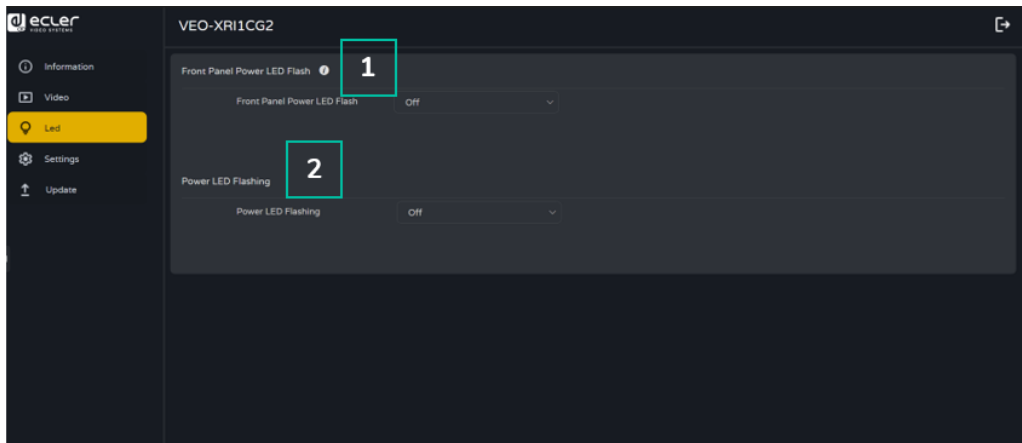 ecler
VIDEO SYSTEMS
VEO-XRI1CG2
Information
Video
Led
Settings
Update
Front Panel Power LED Flash
1
Front Panel Power LED Flash Off
Power LED Flashing
2
Power LED Flashing Off